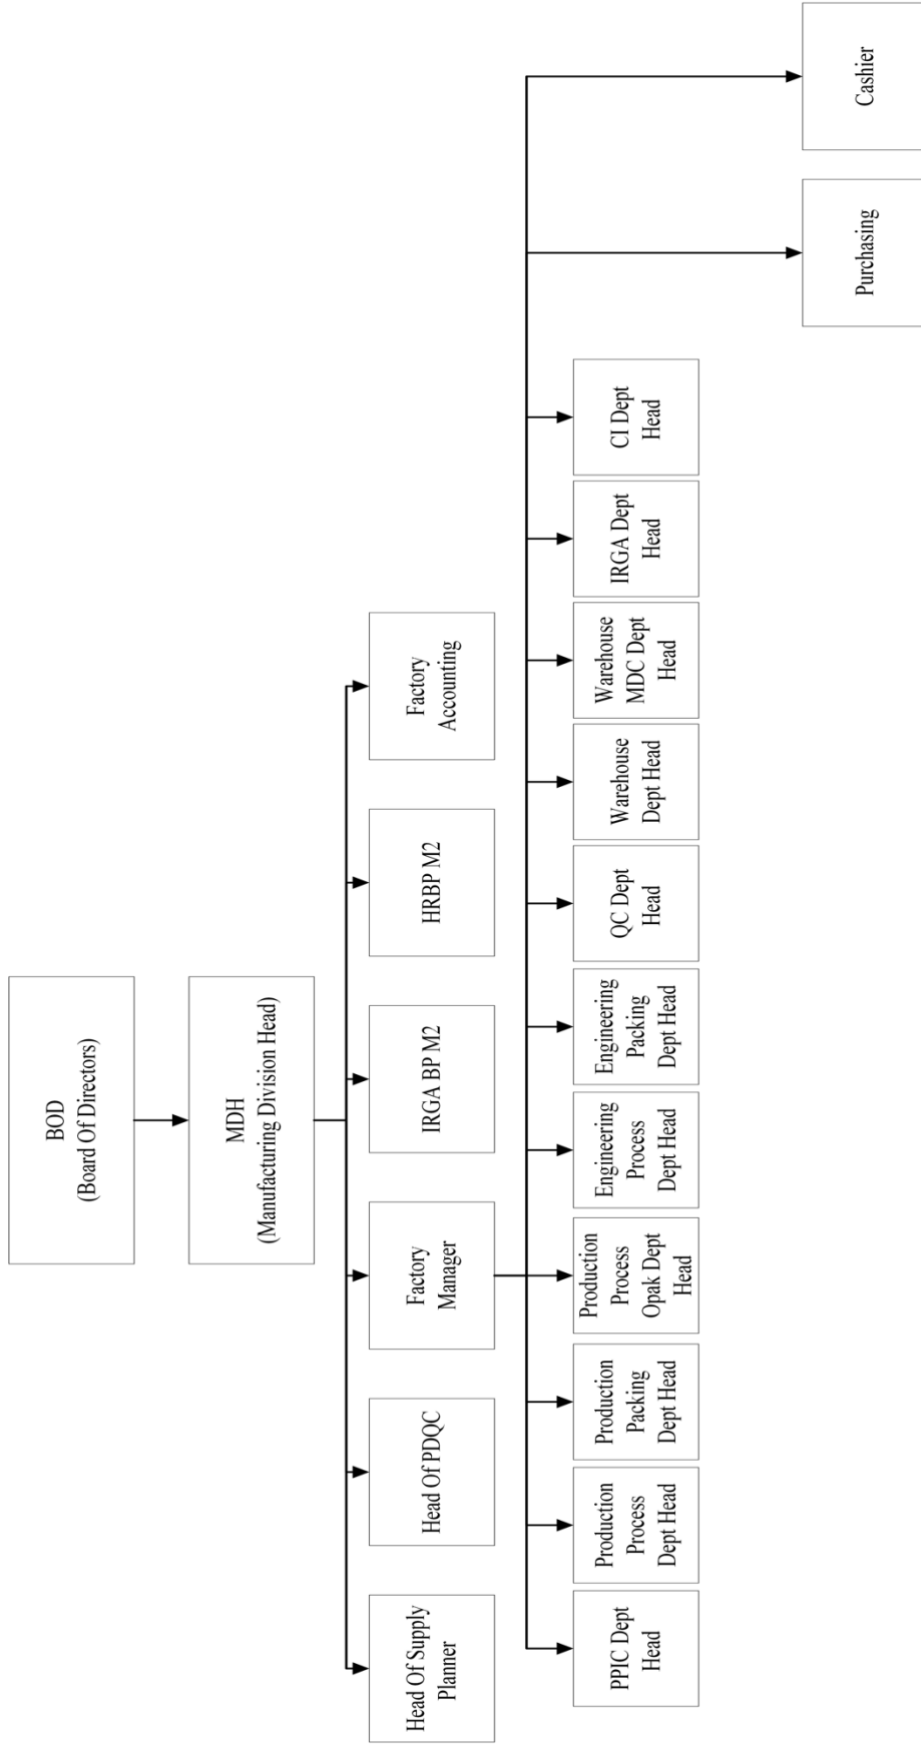 BOD
(Board Of Directors)
MDH
(Manufacturing Division Head)
Head Of Supply
Planner
Head Of PDQC
Factory
Manager
IRGA BP M2
HRBP M2
Factory
Accounting
PPIC Dept
Head
Production
Process
Dept Head
Production
Packing
Dept Head
Production
Process
Opak Dept
Head
Engineering
Process
Dept Head
Engineering
Packing
Dept Head
QC Dept
Head
Warehouse
Dept Head
Warehouse
MDC Dept
Head
IRGA Dept
Head
CI Dept
Head
Purchasing
Cashier